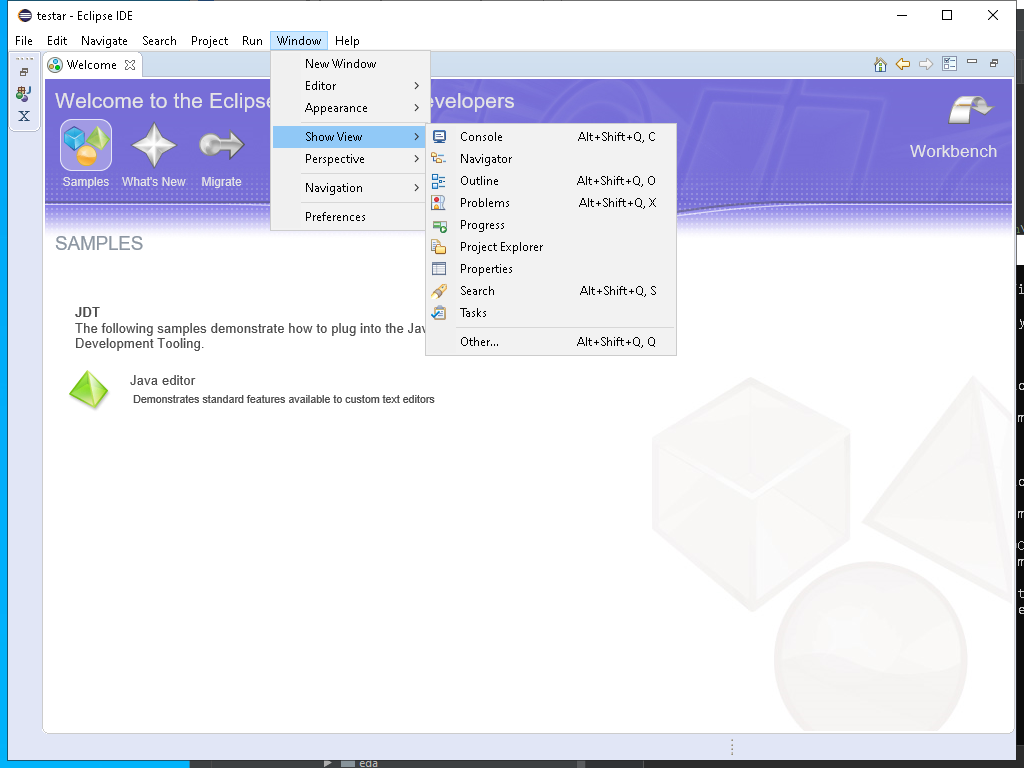 testar - Eclipse IDE
File Edit Navigate Search Project Run Window Help
Welcome
New Window
Editor
Appearance
Show View
Perspective
Navigation
Preferences
Console Alt+Shift+Q, C
Navigator
Outline Alt+Shift+Q, O
Problems Alt+Shift+Q, X
Progress
Project Explorer
Properties
Search Alt+Shift+Q, S
Tasks
Other... Alt+Shift+Q, Q
Welcome to the Eclipse evelopers
Workbench
Samples What's New Migrate
SAMPLES
JDT
The following samples demonstrate how to plug into the Jav
Development Tooling.
Java editor
Demonstrates standard features available to custom text editors
X
eda